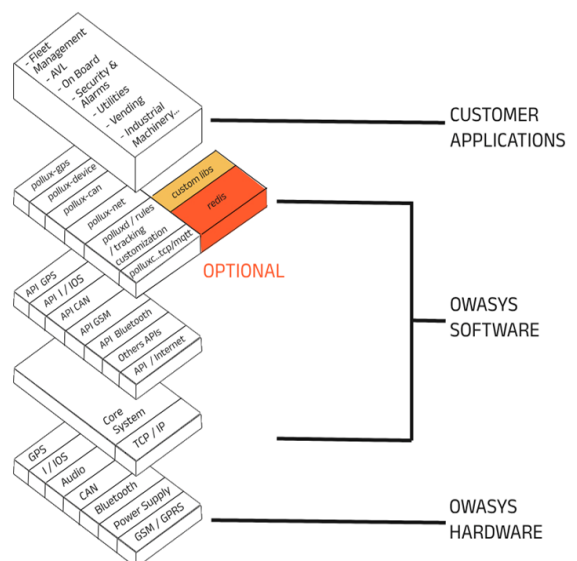 - Fleet
Management
- AVL
- On Board
- Security &
Alarms
- Utilities
- Vending
- Industrial
Machinery...
CUSTOMER
APPLICATIONS
pollux-gps
pollux-device
pollux-can
pollux-net
polluxd / rules
/ tracking
customization
polluxc...tcp/mqtt
custom libs
redis
OPTIONAL
API GPS
API I / IOS
API CAN
API GSM
API Bluetooth
Others APIs
API / Internet
OWASYS
SOFTWARE
Core
System
TCP / IP
GPS
I / IOS
Audio
CAN
Bluetooth
Power Supply
GSM / GPRS
OWASYS
HARDWARE